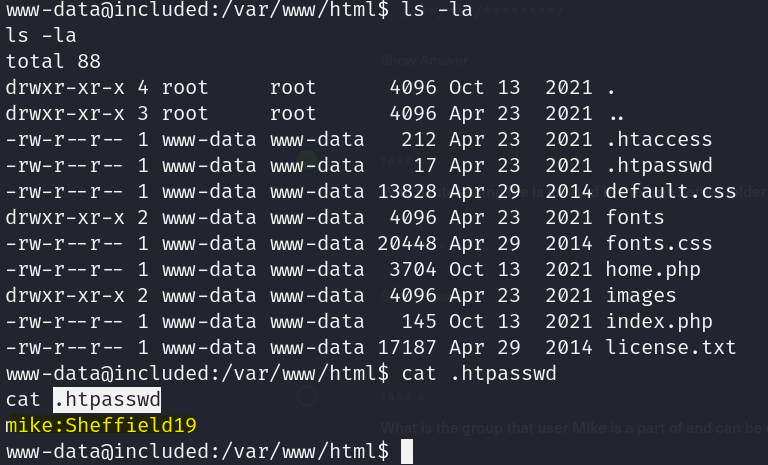 www-data@included:/var/www/html$ ls -la
ls -la
total 88
drwxr-xr-x 4 root     root      4096 Oct 13  2021 .
drwxr-xr-x 3 root     root      4096 Apr 23  2021 ..
-rw-r--r-- 1 www-data www-data   212 Apr 23  2021 .htaccess
-rw-r--r-- 1 www-data www-data    17 Apr 23  2021 .htpasswd
-rw-r--r-- 1 www-data www-data 13828 Apr 29  2014 default.css
drwxr-xr-x 2 www-data www-data  4096 Apr 23  2021 fonts
-rw-r--r-- 1 www-data www-data 20448 Apr 29  2014 fonts.css
-rw-r--r-- 1 www-data www-data  3704 Oct 13  2021 home.php
drwxr-xr-x 2 www-data www-data  4096 Apr 23  2021 images
-rw-r--r-- 1 www-data www-data   145 Oct 13  2021 index.php
-rw-r--r-- 1 www-data www-data 17187 Apr 29  2014 license.txt
www-data@included:/var/www/html$ cat .htpasswd
cat .htpasswd
mike:Sheffield19
www-data@included:/var/www/html$
Show Answer
What is the group that user Mike is a part of and can be